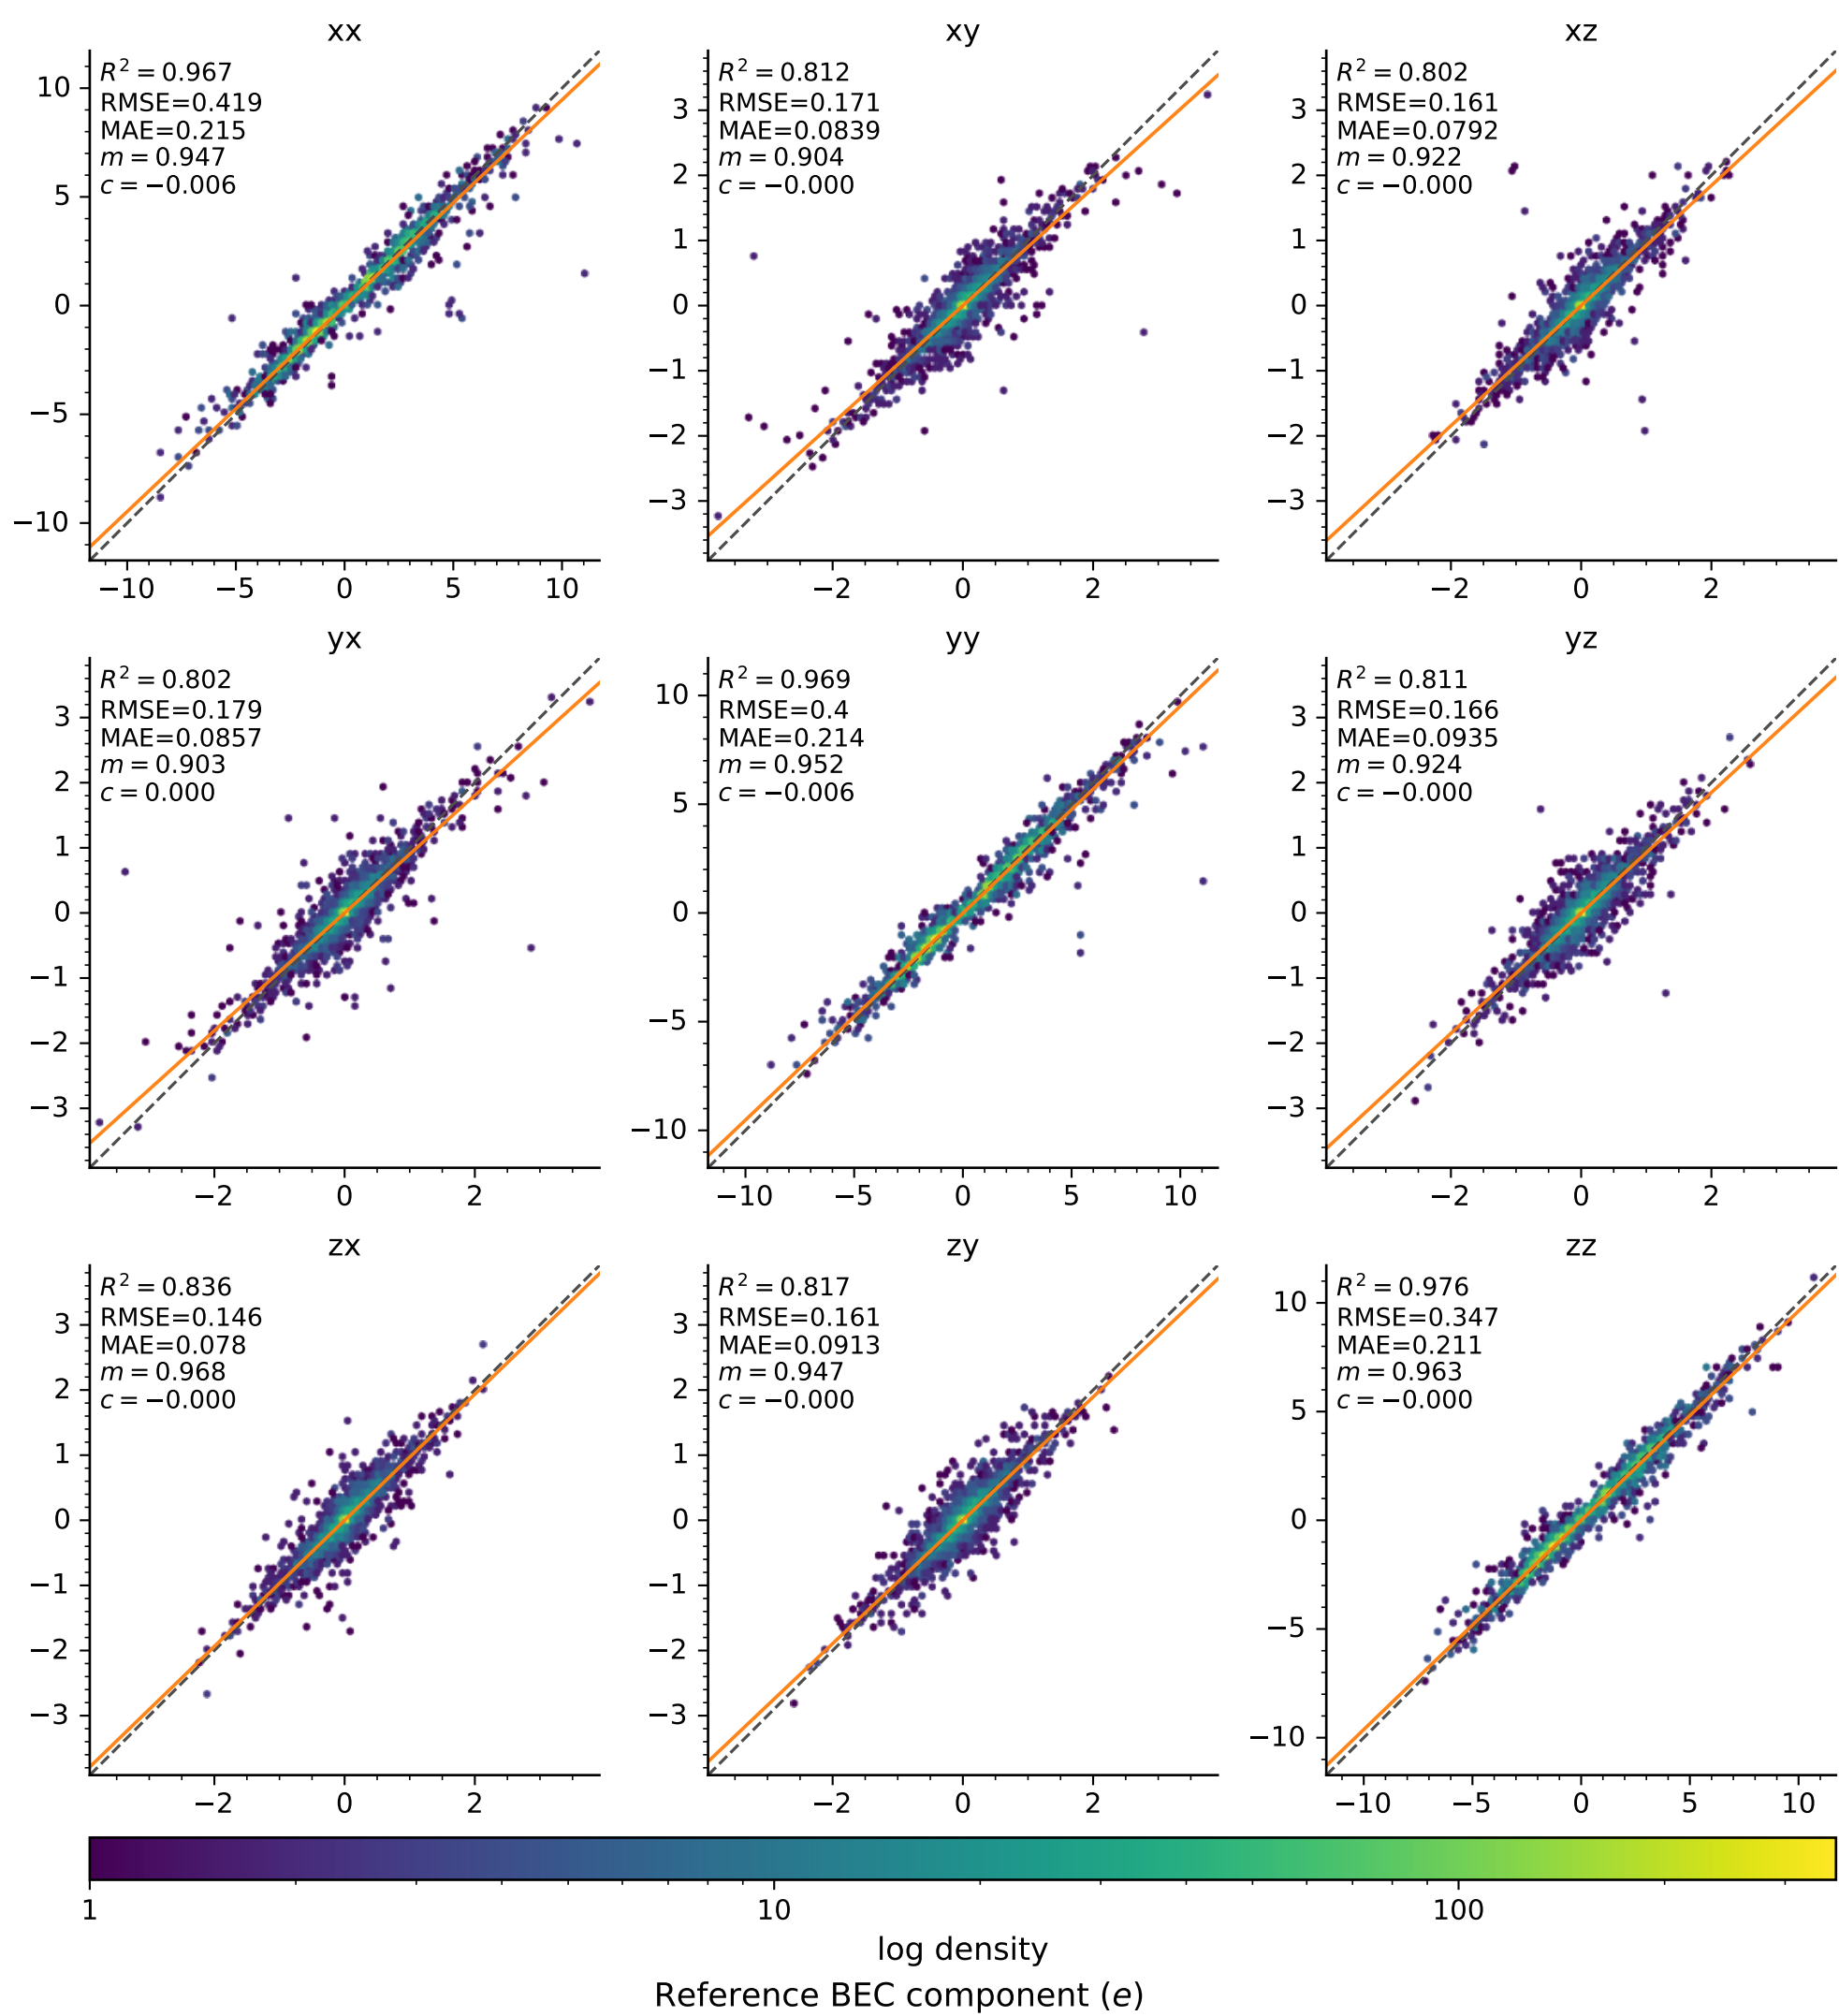 xx
R² = 0.967
RMSE=0.419
MAE=0.215
m = 0.947
c = −0.006
10
5
0
−5
−10
−10 −5 0 5 10
xy
R² = 0.812
RMSE=0.171
MAE=0.0839
m = 0.904
c = −0.000
3
2
1
0
−1
−2
−3
−2 0 2
xz
R² = 0.802
RMSE=0.161
MAE=0.0792
m = 0.922
c = −0.000
3
2
1
0
−1
−2
−3
−2 0 2
yx
R² = 0.802
RMSE=0.179
MAE=0.0857
m = 0.903
c = 0.000
3
2
1
0
−1
−2
−3
−2 0 2
yy
R² = 0.969
RMSE=0.4
MAE=0.214
m = 0.952
c = −0.006
10
5
0
−5
−10
−10 −5 0 5 10
yz
R² = 0.811
RMSE=0.166
MAE=0.0935
m = 0.924
c = −0.000
3
2
1
0
−1
−2
−3
−2 0 2
zx
R² = 0.836
RMSE=0.146
MAE=0.078
m = 0.968
c = −0.000
3
2
1
0
−1
−2
−3
−2 0 2
zy
R² = 0.817
RMSE=0.161
MAE=0.0913
m = 0.947
c = −0.000
3
2
1
0
−1
−2
−3
−2 0 2
zz
R² = 0.976
RMSE=0.347
MAE=0.211
m = 0.963
c = −0.000
10
5
0
−5
−10
−10 −5 0 5 10
1 10 100
log density
Reference BEC component (e)